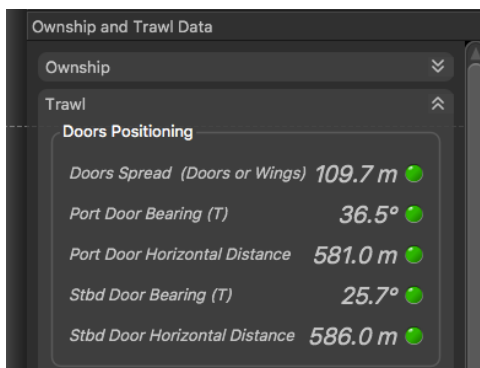 Ownship and Trawl Data
Ownship
Trawl
Doors Positioning
Doors Spread (Doors or Wings) 109.7 m
Port Door Bearing (T) 36.5°
Port Door Horizontal Distance 581.0 m
Stbd Door Bearing (T) 25.7°
Stbd Door Horizontal Distance 586.0 m